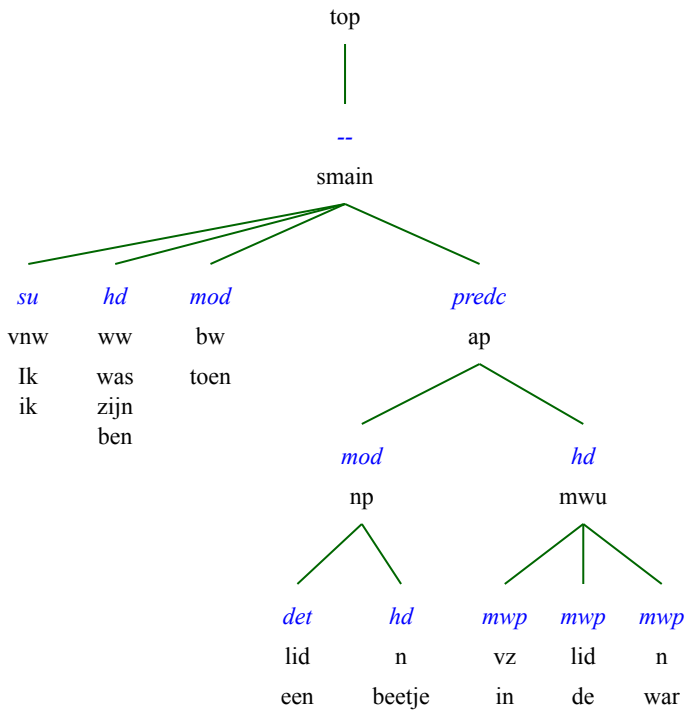 top
--
smain
su hd mod predc
vnw ww bw ap
Ik was toen
ik zijn
ben
mod hd
np mwu
det hd mwp mwp mwp
lid n vz lid n
een beetje in de war